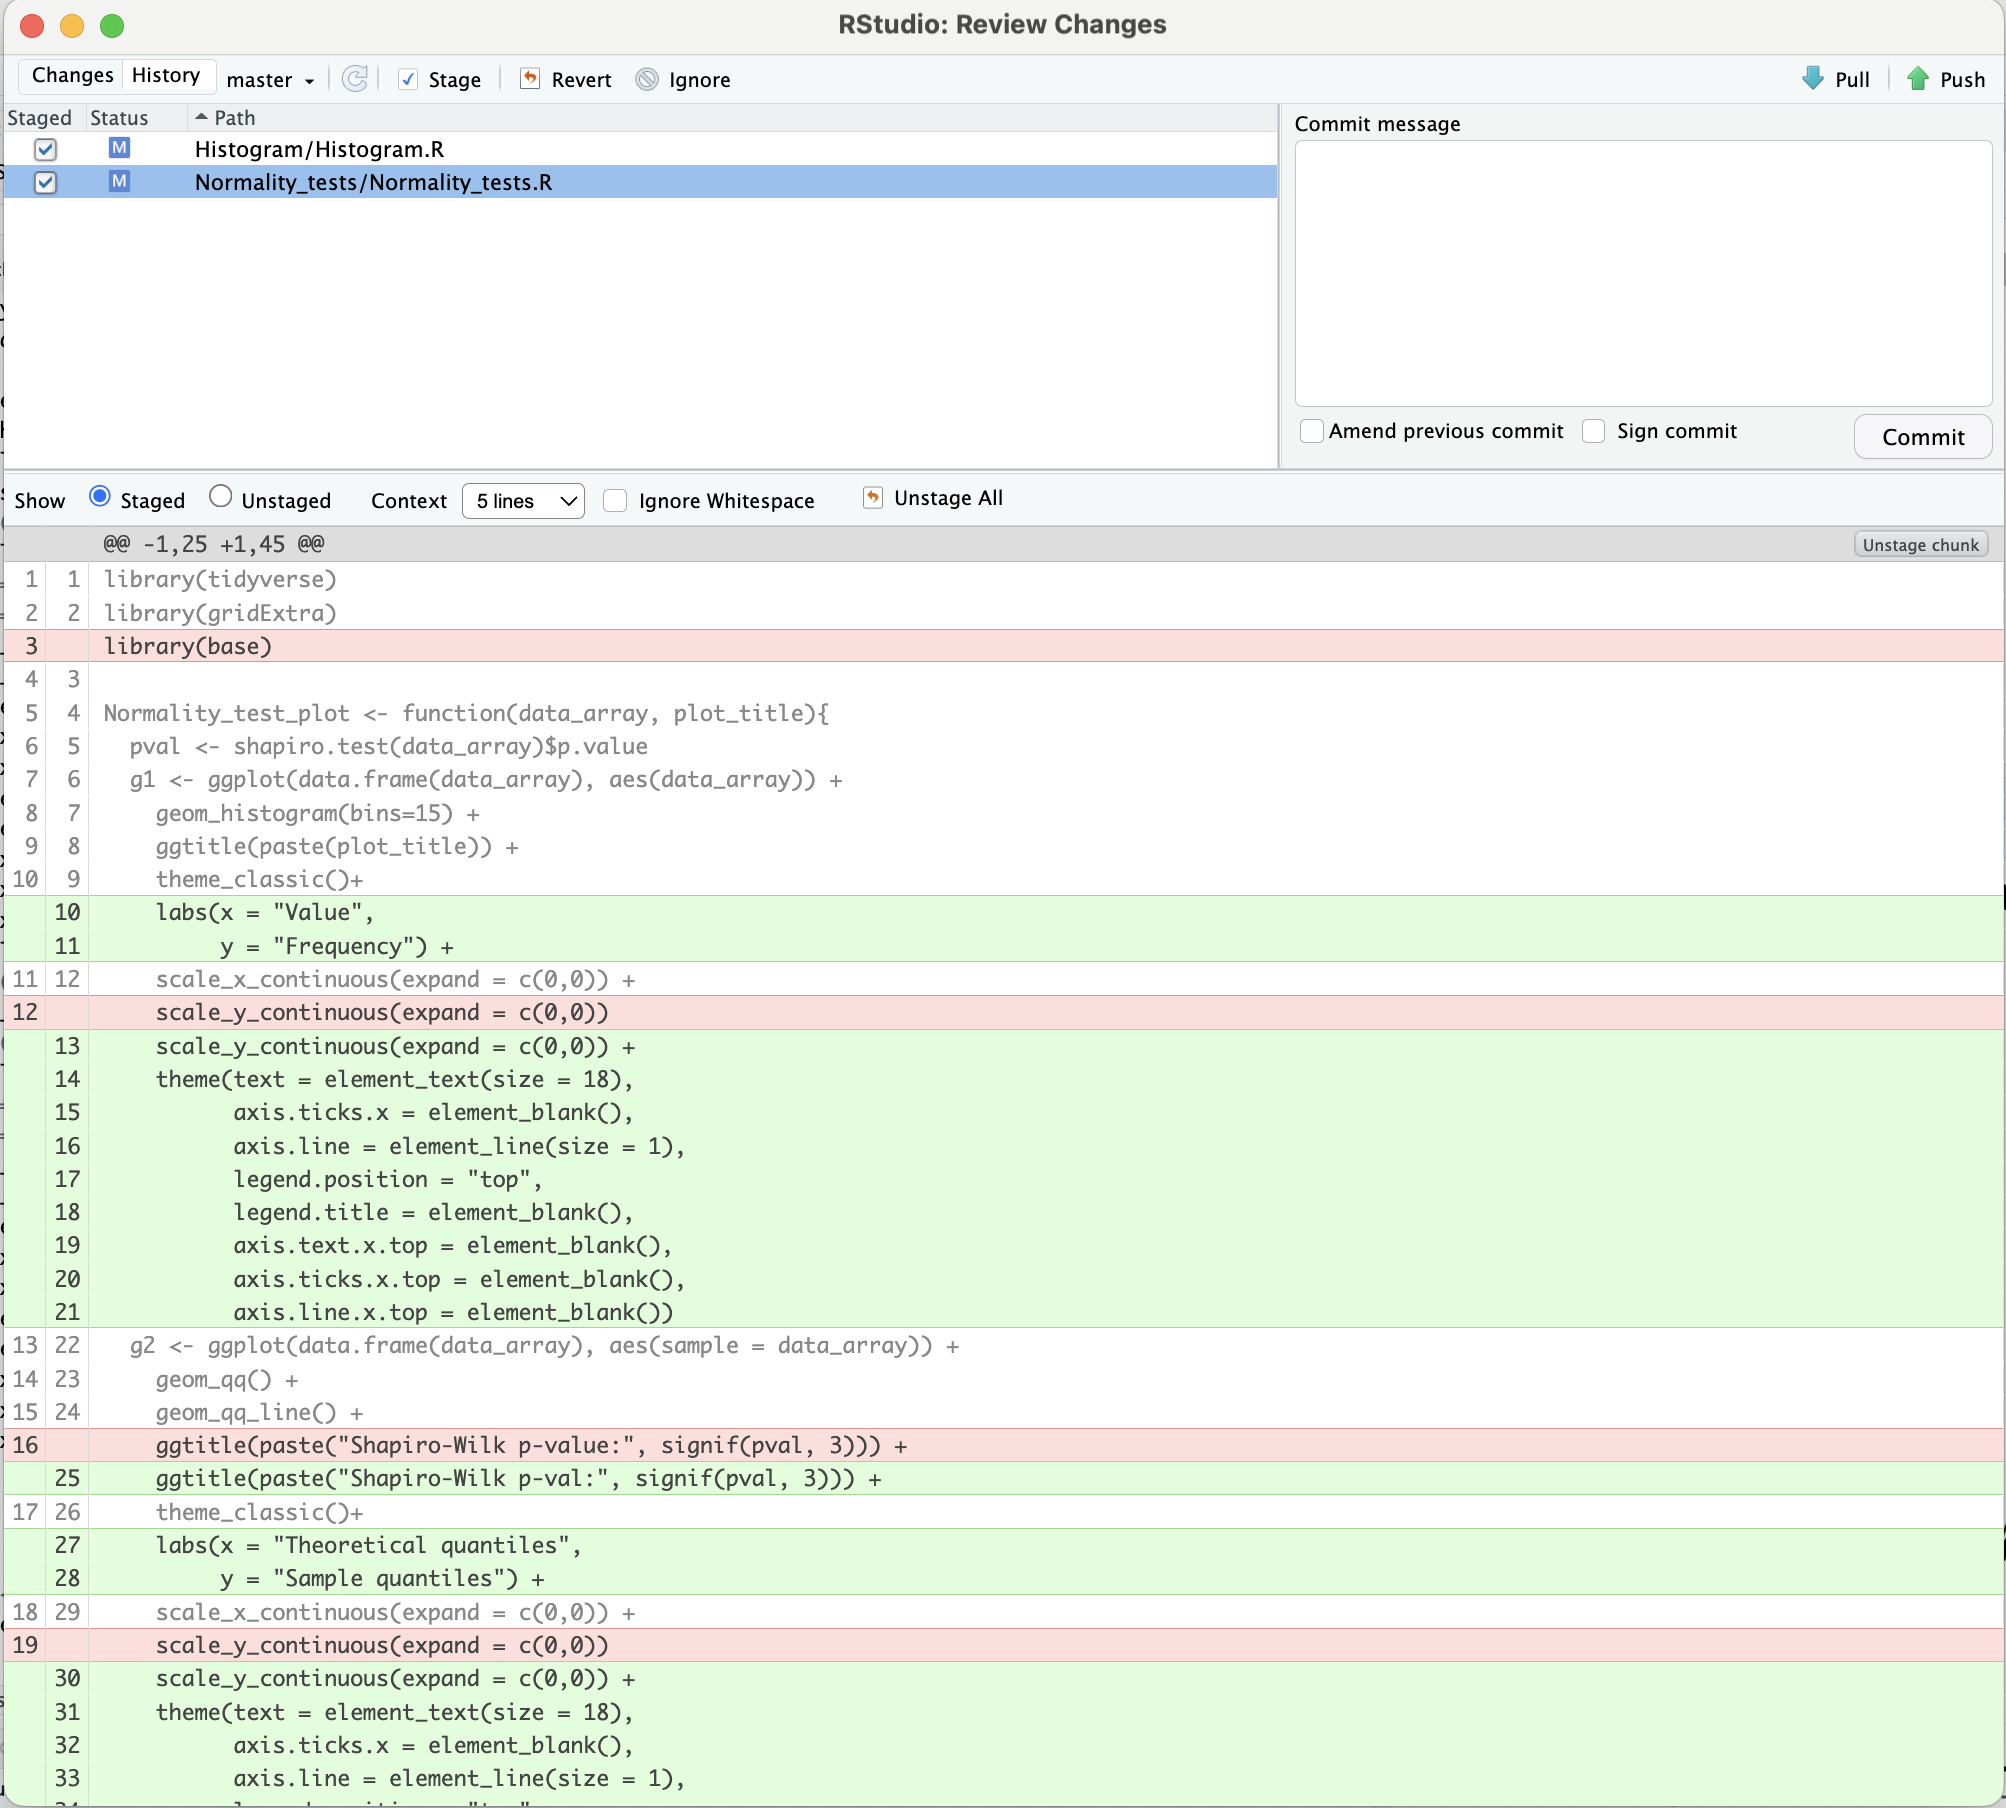 RStudio: Review Changes
Changes History master Stage Revert Ignore Pull Push
Staged Status Path
M Histogram/Histogram.R
M Normality_tests/Normality_tests.R
Commit message
Amend previous commit Sign commit Commit
Show Staged Unstaged Context 5 lines Ignore Whitespace Unstage All
@@ -1,25 +1,45 @@ Unstage chunk
1 1 library(tidyverse)
2 2 library(gridExtra)
3 library(base)
4 3
5 4 Normality_test_plot <- function(data_array, plot_title){
6 5 pval <- shapiro.test(data_array)$p.value
7 6 g1 <- ggplot(data.frame(data_array), aes(data_array)) +
8 7 geom_histogram(bins=15) +
9 8 ggtitle(paste(plot_title)) +
10 9 theme_classic()+
10 labs(x = "Value",
11 y = "Frequency") +
11 12 scale_x_continuous(expand = c(0,0)) +
12 scale_y_continuous(expand = c(0,0))
13 scale_y_continuous(expand = c(0,0)) +
14 theme(text = element_text(size = 18),
15 axis.ticks.x = element_blank(),
16 axis.line = element_line(size = 1),
17 legend.position = "top",
18 legend.title = element_blank(),
19 axis.text.x.top = element_blank(),
20 axis.ticks.x.top = element_blank(),
21 axis.line.x.top = element_blank())
13 22 g2 <- ggplot(data.frame(data_array), aes(sample = data_array)) +
14 23 geom_qq() +
15 24 geom_qq_line() +
16 ggtitle(paste("Shapiro-Wilk p-value:", signif(pval, 3))) +
25 ggtitle(paste("Shapiro-Wilk p-val:", signif(pval, 3))) +
17 26 theme_classic()+
27 labs(x = "Theoretical quantiles",
28 y = "Sample quantiles") +
18 29 scale_x_continuous(expand = c(0,0)) +
19 scale_y_continuous(expand = c(0,0))
30 scale_y_continuous(expand = c(0,0)) +
31 theme(text = element_text(size = 18),
32 axis.ticks.x = element_blank(),
33 axis.line = element_line(size = 1),